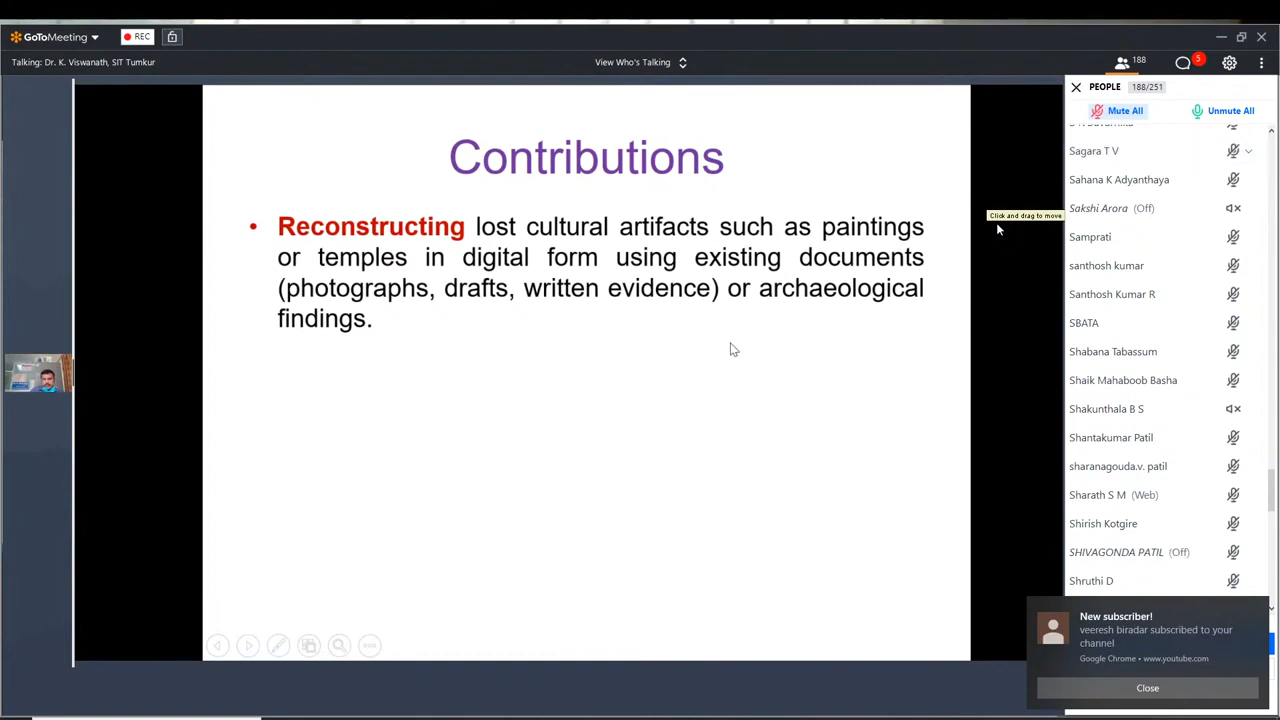 GoToMeeting
REC
Talking: Dr. K. Viswanath, SIT Tumkur
View Who's Talking
188
5
PEOPLE 188/251
Mute All
Unmute All
Sagara T V
Sahana K Adyanthaya
Sakshi Arora (Off)
Samprati
santhosh kumar
Santhosh Kumar R
SBATA
Shabana Tabassum
Shaik Mahaboob Basha
Shakunthala B S
Shantakumar Patil
sharanagouda.v. patil
Sharath S M (Web)
Shirish Kotgire
SHIVAGONDA PATIL (Off)
Shruthi D
Click and drag to move
Contributions
• Reconstructing lost cultural artifacts such as paintings
or temples in digital form using existing documents
(photographs, drafts, written evidence) or archaeological
findings.
New subscriber!
veeresh biradar subscribed to your
channel
Google Chrome • www.youtube.com
Close